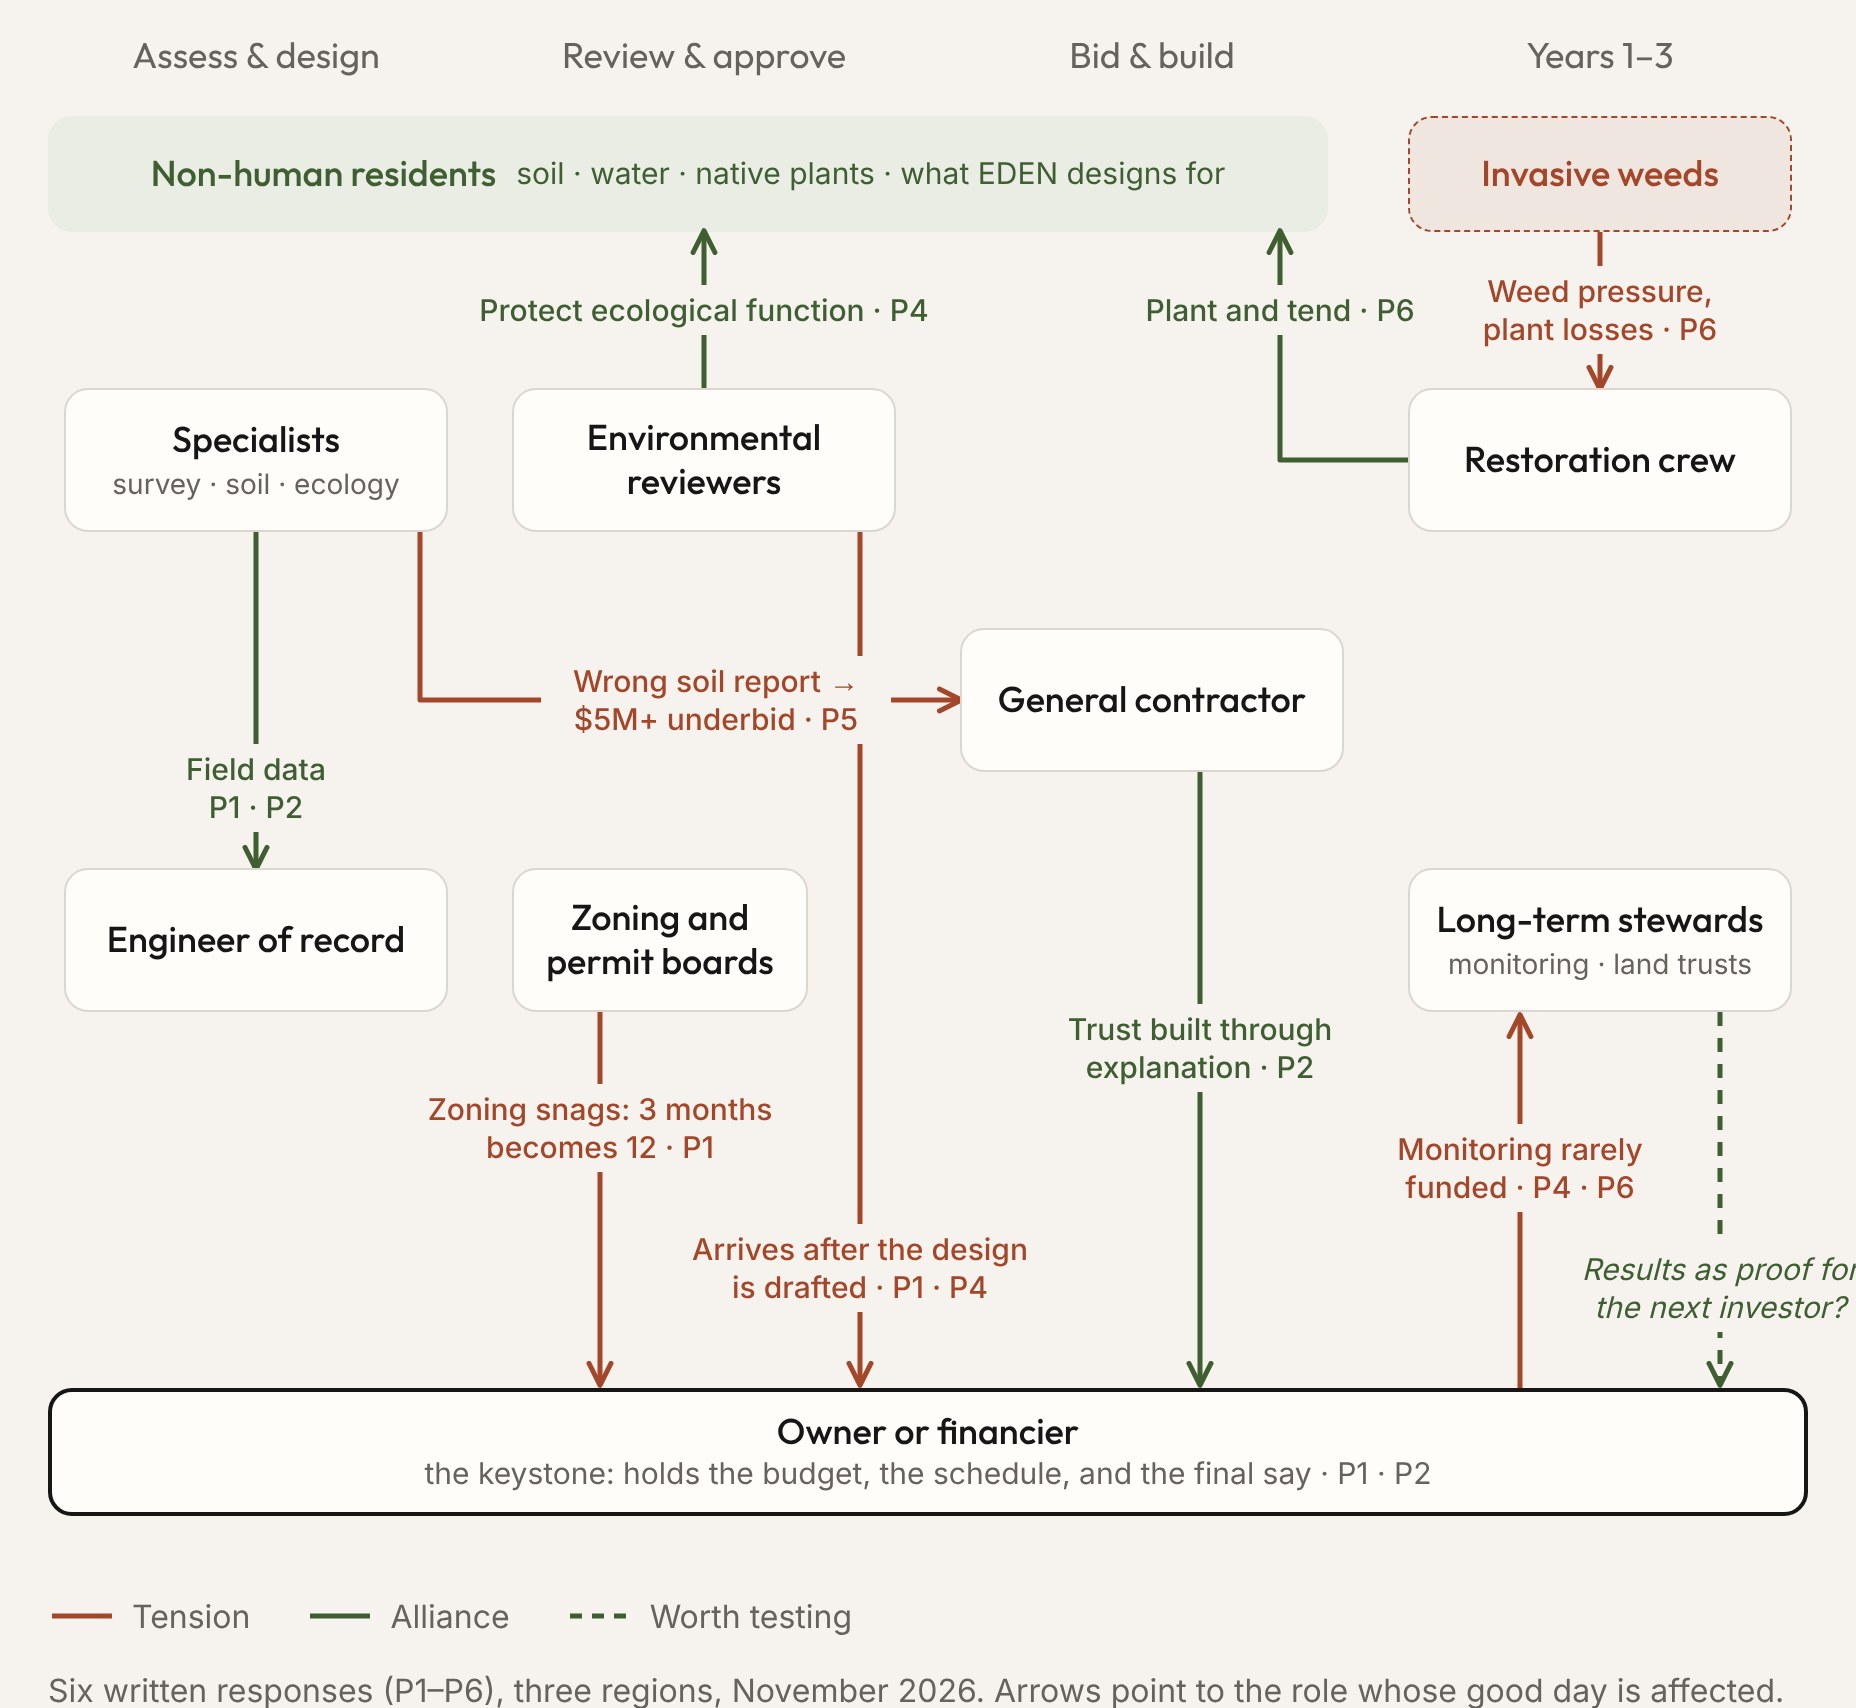 Assess & design
Review & approve
Bid & build
Years 1–3
Non-human residents soil · water · native plants · what EDEN designs for
Invasive weeds
Protect ecological function · P4
Plant and tend · P6
Weed pressure,
plant losses · P6
Specialists
survey · soil · ecology
Environmental
reviewers
Restoration crew
Wrong soil report →
$5M+ underbid · P5
General contractor
Field data
P1 · P2
Engineer of record
Zoning and
permit boards
Long-term stewards
monitoring · land trusts
Trust built through
explanation · P2
Zoning snags: 3 months
becomes 12 · P1
Monitoring rarely
funded · P4 · P6
Arrives after the design
is drafted · P1 · P4
Results as proof for
the next investor?
Owner or financier
the keystone: holds the budget, the schedule, and the final say · P1 · P2
Tension
Alliance
Worth testing
Six written responses (P1–P6), three regions, November 2026. Arrows point to the role whose good day is affected.